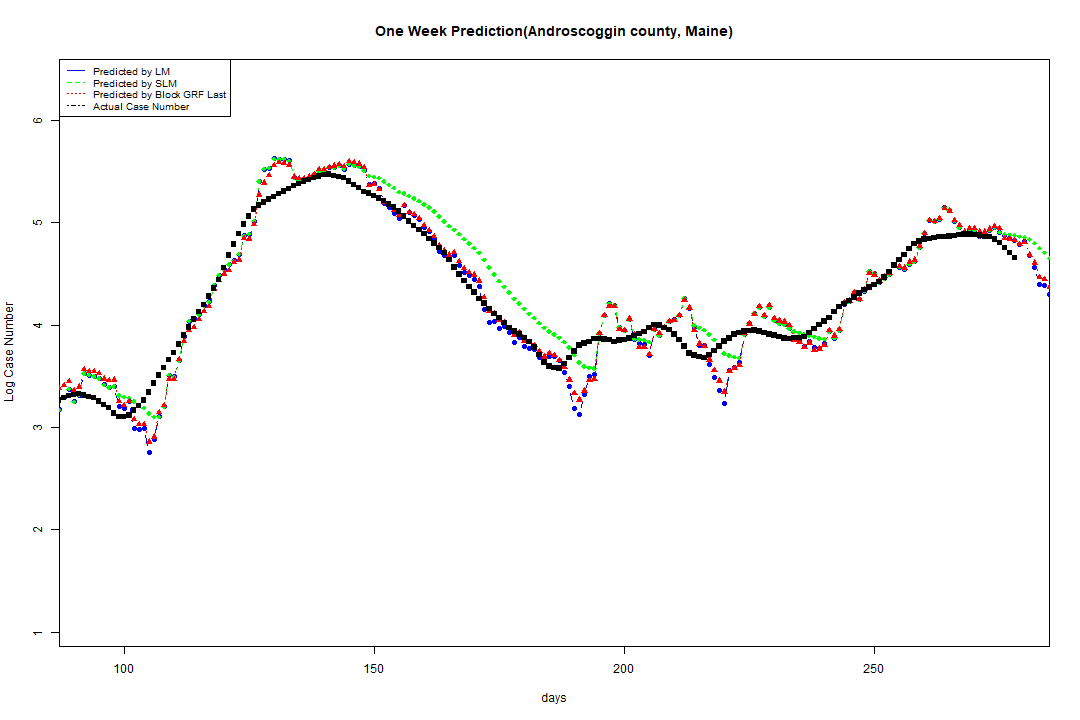 One Week Prediction(Androscoggin county, Maine)
Predicted by LM
Predicted by SLM
Predicted by Block GRF Last
Actual Case Number
6
5
4
3
2
1
Log Case Number
100
150
200
250
days